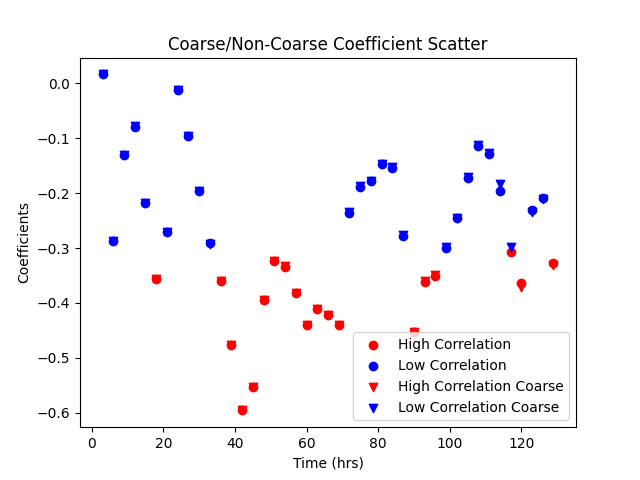 Coarse/Non-Coarse Coefficient Scatter
0.0
−0.1
−0.2
−0.3
−0.4
−0.5
−0.6
Coefficients
High Correlation
Low Correlation
High Correlation Coarse
Low Correlation Coarse
0 20 40 60 80 100 120
Time (hrs)